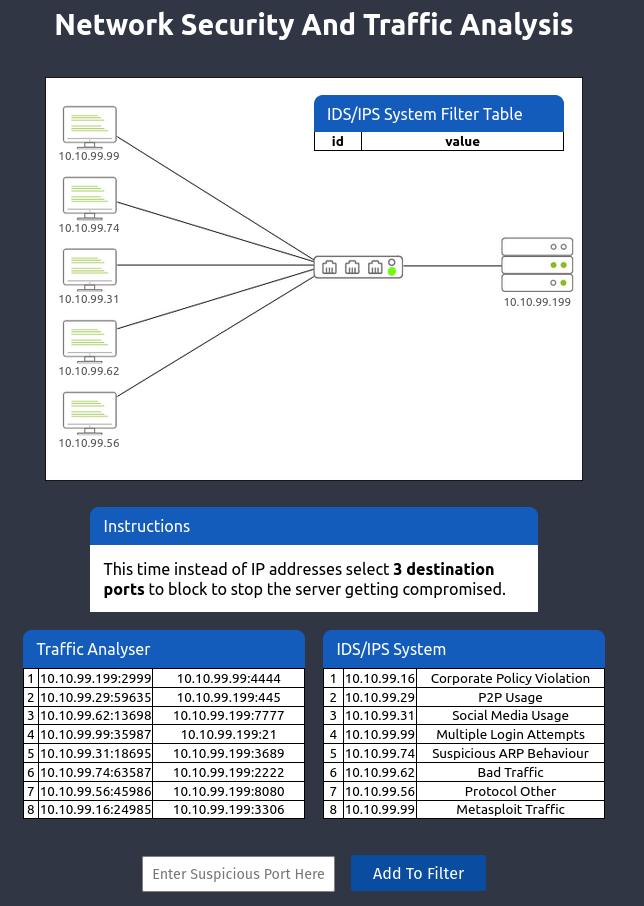 Network Security And Traffic Analysis
IDS/IPS System Filter Table
id value
10.10.99.99
10.10.99.74
10.10.99.31
10.10.99.199
10.10.99.62
10.10.99.56
Instructions
This time instead of IP addresses select 3 destination
ports to block to stop the server getting compromised.
Traffic Analyser
1 10.10.99.199:2999 10.10.99.99:4444
2 10.10.99.29:59635 10.10.99.199:445
3 10.10.99.62:13698 10.10.99.199:7777
4 10.10.99.99:35987 10.10.99.199:21
5 10.10.99.31:18695 10.10.99.199:3689
6 10.10.99.74:63587 10.10.99.199:2222
7 10.10.99.56:45986 10.10.99.199:8080
8 10.10.99.16:24985 10.10.99.199:3306
IDS/IPS System
1 10.10.99.16 Corporate Policy Violation
2 10.10.99.29 P2P Usage
3 10.10.99.31 Social Media Usage
4 10.10.99.99 Multiple Login Attempts
5 10.10.99.74 Suspicious ARP Behaviour
6 10.10.99.62 Bad Traffic
7 10.10.99.56 Protocol Other
8 10.10.99.99 Metasploit Traffic
Enter Suspicious Port Here
Add To Filter